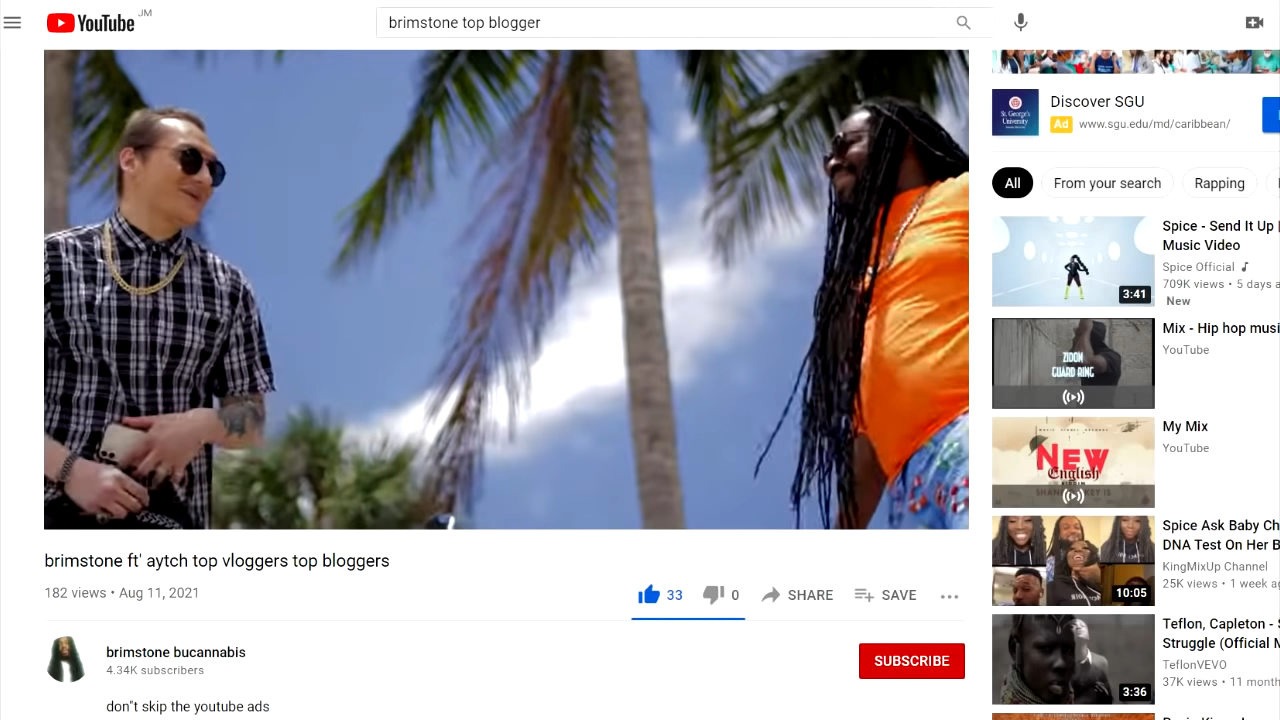 YouTube JM
brimstone top blogger
Discover SGU
St. George's
University
Ad www.sgu.edu/md/caribbean/
All From your search Rapping
Spice - Send It Up |
Music Video
Spice Official
709K views • 5 days a
New
3:41
Mix - Hip hop musi
YouTube
ZIDON
GUARD RING
My Mix
YouTube
NEW
English
Spice Ask Baby Ch
DNA Test On Her B
KingMixUp Channel
25K views • 1 week a
10:05
Teflon, Capleton - S
Struggle (Official M
TeflonVEVO
37K views • 11 month
3:36
brimstone ft' aytch top vloggers top bloggers
182 views • Aug 11, 2021
33 0 SHARE SAVE
brimstone bucannabis
4.34K subscribers
SUBSCRIBE
don"t skip the youtube ads